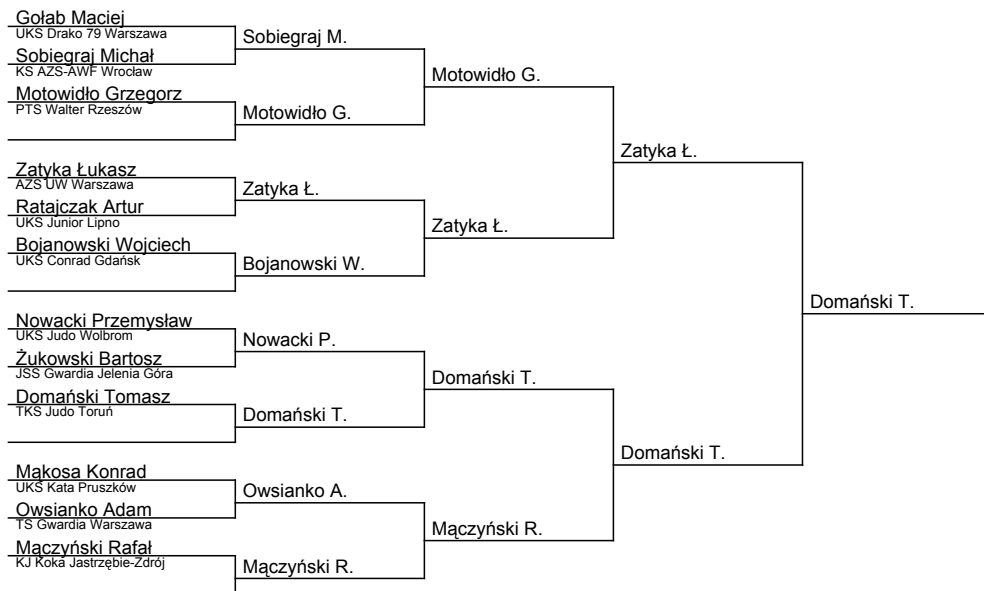 Gołab Maciej
UKS Drako 79 Warszawa
Sobiegraj M.
Sobiegraj Michał
KS AZS-AWF Wrocław
Motowidło G.
Motowidło Grzegorz
PTS Walter Rzeszów
Motowidło G.
Zatyka Ł.
Zatyka Łukasz
AZS UW Warszawa
Zatyka Ł.
Ratajczak Artur
UKS Junior Lipno
Zatyka Ł.
Bojanowski Wojciech
UKS Conrad Gdańsk
Bojanowski W.
Domański T.
Nowacki Przemysław
UKS Judo Wolbrom
Nowacki P.
Żukowski Bartosz
JSS Gwardia Jelenia Góra
Domański T.
Domański Tomasz
TKS Judo Toruń
Domański T.
Domański T.
Mąkosa Konrad
UKS Kata Pruszków
Owsianko A.
Owsianko Adam
TS Gwardia Warszawa
Mączyński R.
Mączyński Rafał
KJ Koka Jastrzębie-Zdrój
Mączyński R.